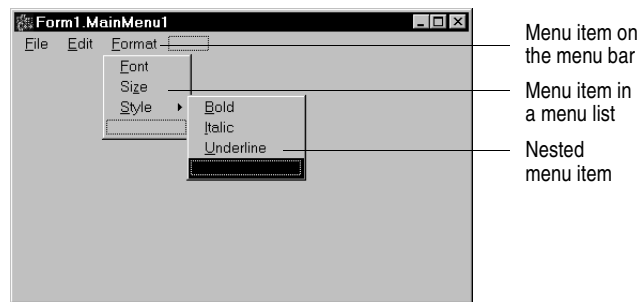 Form1.MainMenu1
File Edit Format
Font
Size
Style
Bold
Italic
Underline
Menu item on
the menu bar
Menu item in
a menu list
Nested
menu item